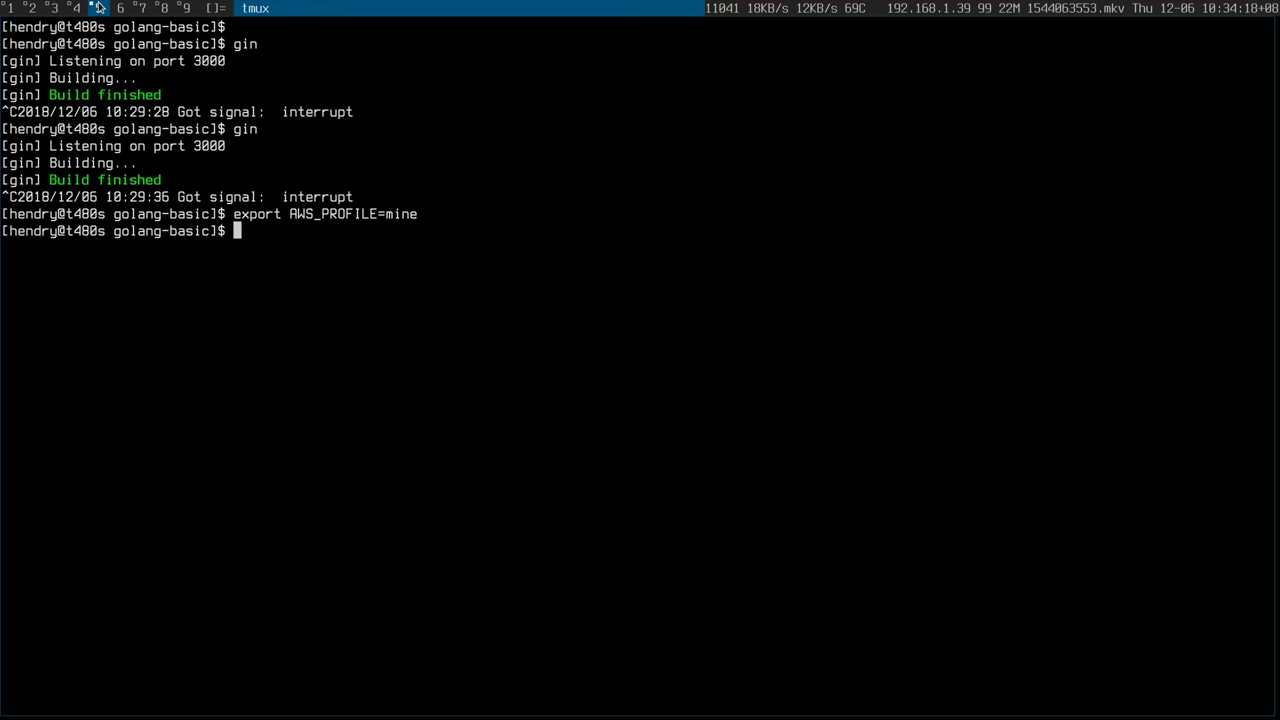 1 2 3 4 5 6 7 8 9 []= tmux 11041 18KB/s 12KB/s 69C 192.168.1.39 99 22M 1544063553.mkv Thu 12-06 10:34:18+08
[hendry@t480s golang-basic]$
[hendry@t480s golang-basic]$ gin
[gin] Listening on port 3000
[gin] Building...
[gin] Build finished
^C2018/12/06 10:29:28 Got signal:  interrupt
[hendry@t480s golang-basic]$ gin
[gin] Listening on port 3000
[gin] Building...
[gin] Build finished
^C2018/12/06 10:29:36 Got signal:  interrupt
[hendry@t480s golang-basic]$ export AWS_PROFILE=mine
[hendry@t480s golang-basic]$